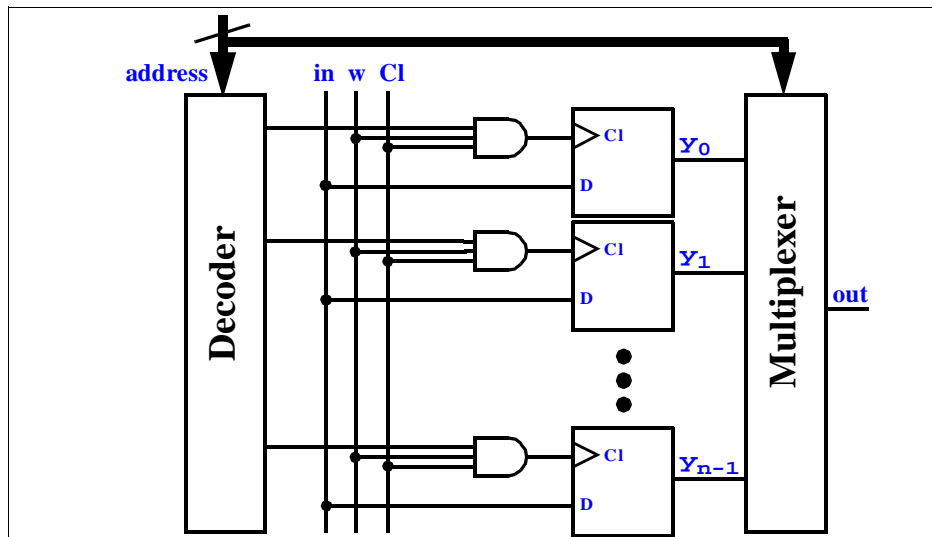 address in w Cl
Cl
D
Y0
Cl
D
Y1
Cl
D
Yn-1
Decoder
Multiplexer
out